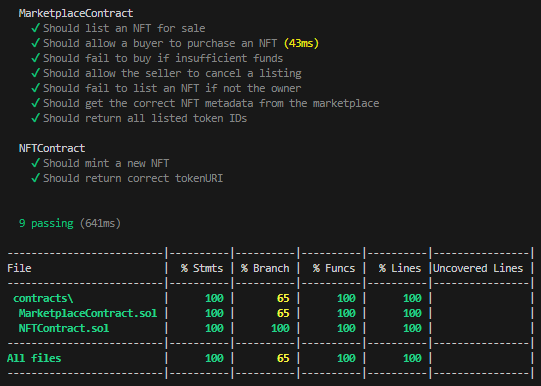 MarketplaceContract
✓ Should list an NFT for sale
✓ Should allow a buyer to purchase an NFT (43ms)
✓ Should fail to buy if insufficient funds
✓ Should allow the seller to cancel a listing
✓ Should fail to list an NFT if not the owner
✓ Should get the correct NFT metadata from the marketplace
✓ Should return all listed token IDs
NFTContract
✓ Should mint a new NFT
✓ Should return correct tokenURI
9 passing (641ms)
-------------------------|----------|----------|----------|----------|----------------|
File                     |  % Stmts | % Branch |  % Funcs |  % Lines |Uncovered Lines |
-------------------------|----------|----------|----------|----------|----------------|
 contracts\              |      100 |       65 |      100 |      100 |                |
  MarketplaceContract.sol |      100 |       65 |      100 |      100 |                |
  NFTContract.sol        |      100 |      100 |      100 |      100 |                |
-------------------------|----------|----------|----------|----------|----------------|
All files                |      100 |       65 |      100 |      100 |                |
-------------------------|----------|----------|----------|----------|----------------|